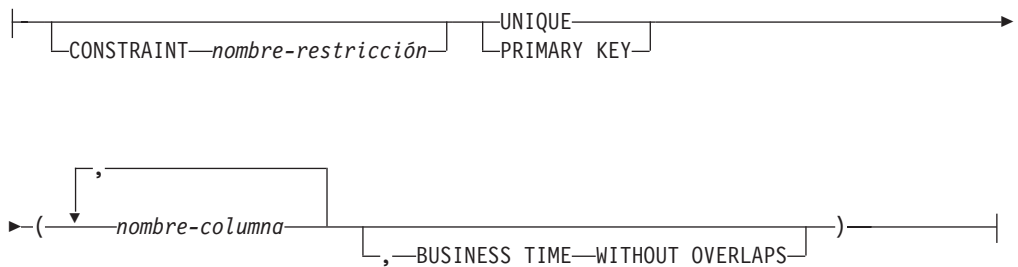 UNIQUE
CONSTRAINT nombre-restricción PRIMARY KEY
,
( nombre-columna )
, BUSINESS TIME WITHOUT OVERLAPS